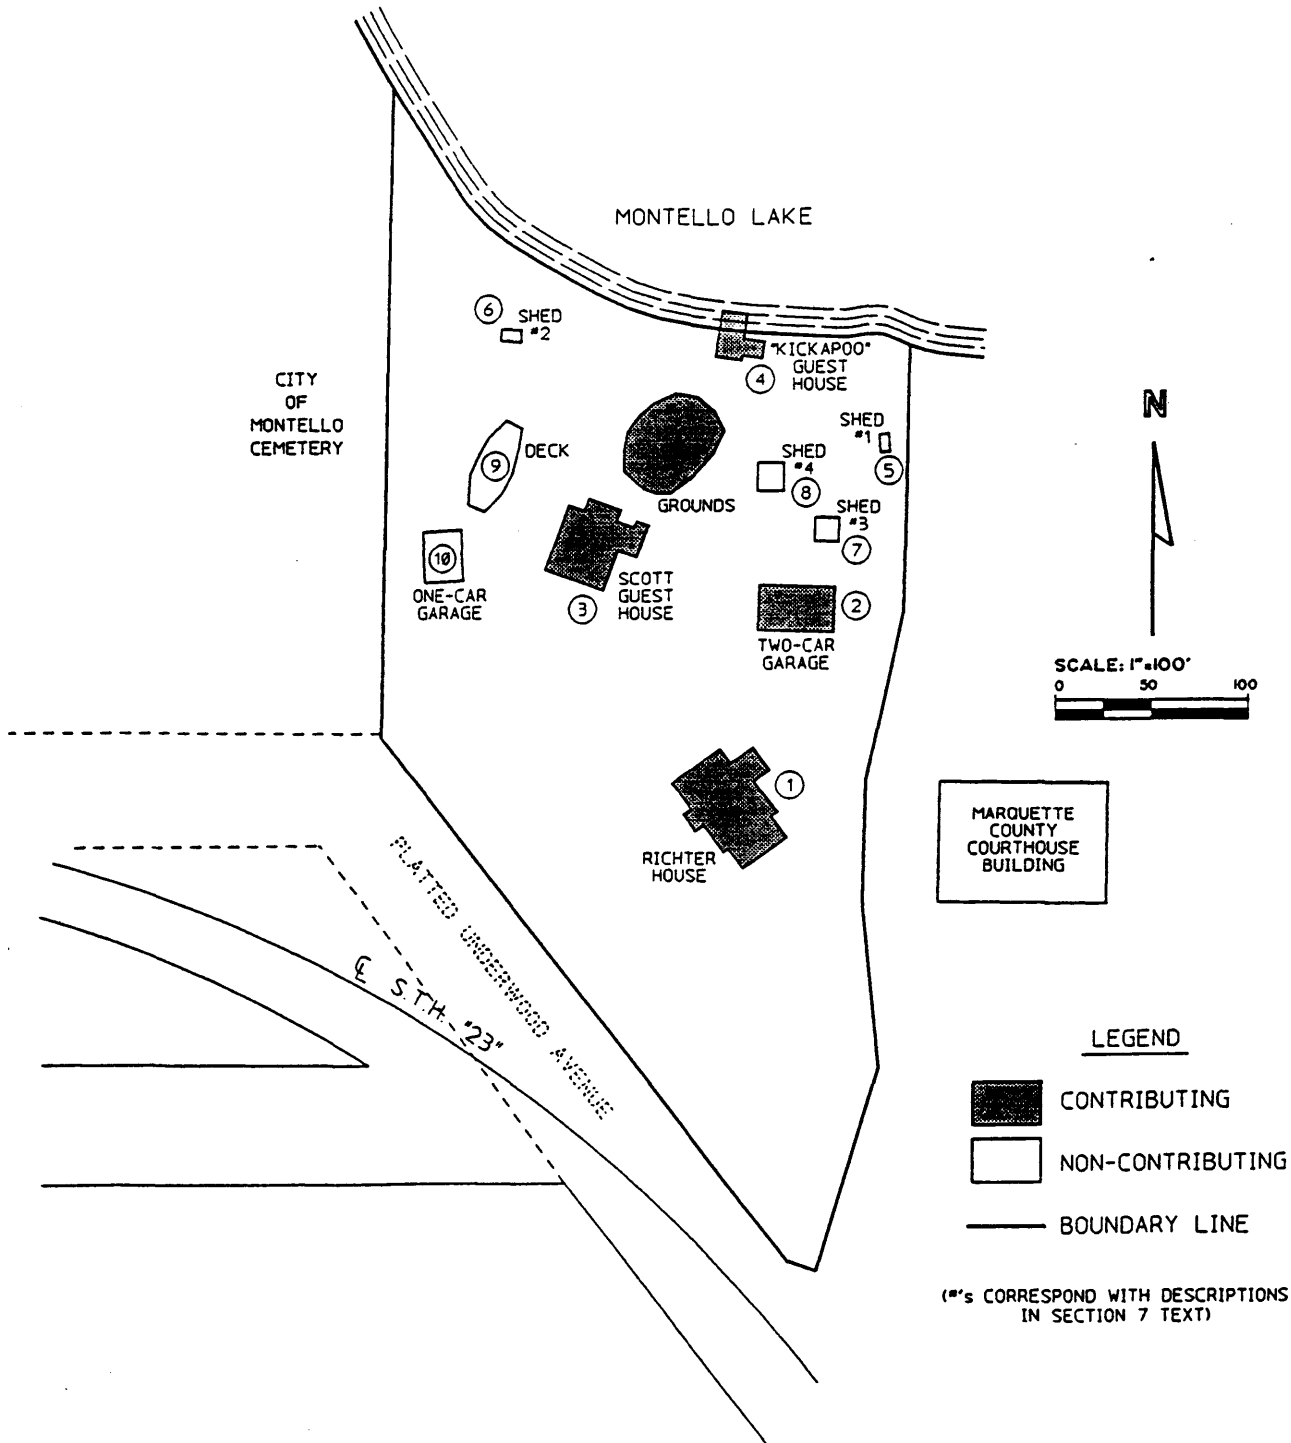 MONTELLO LAKE
6
SHED
#2
"KICKAPOO"
GUEST
HOUSE
4
CITY
OF
MONTELLO
CEMETERY
N
SHED
#1
5
DECK
9
SHED
#4
8
GROUNDS
SHED
#3
7
10
ONE-CAR
GARAGE
SCOTT
GUEST
HOUSE
3
2
TWO-CAR
GARAGE
SCALE: 1"=100'
0 50 100
1
RICHTER
HOUSE
MARQUETTE
COUNTY
COURTHOUSE
BUILDING
PLATTED UNDERWOOD AVENUE
℄ S.T.H. "23"
LEGEND
CONTRIBUTING
NON-CONTRIBUTING
BOUNDARY LINE
(#'s CORRESPOND WITH DESCRIPTIONS
IN SECTION 7 TEXT)